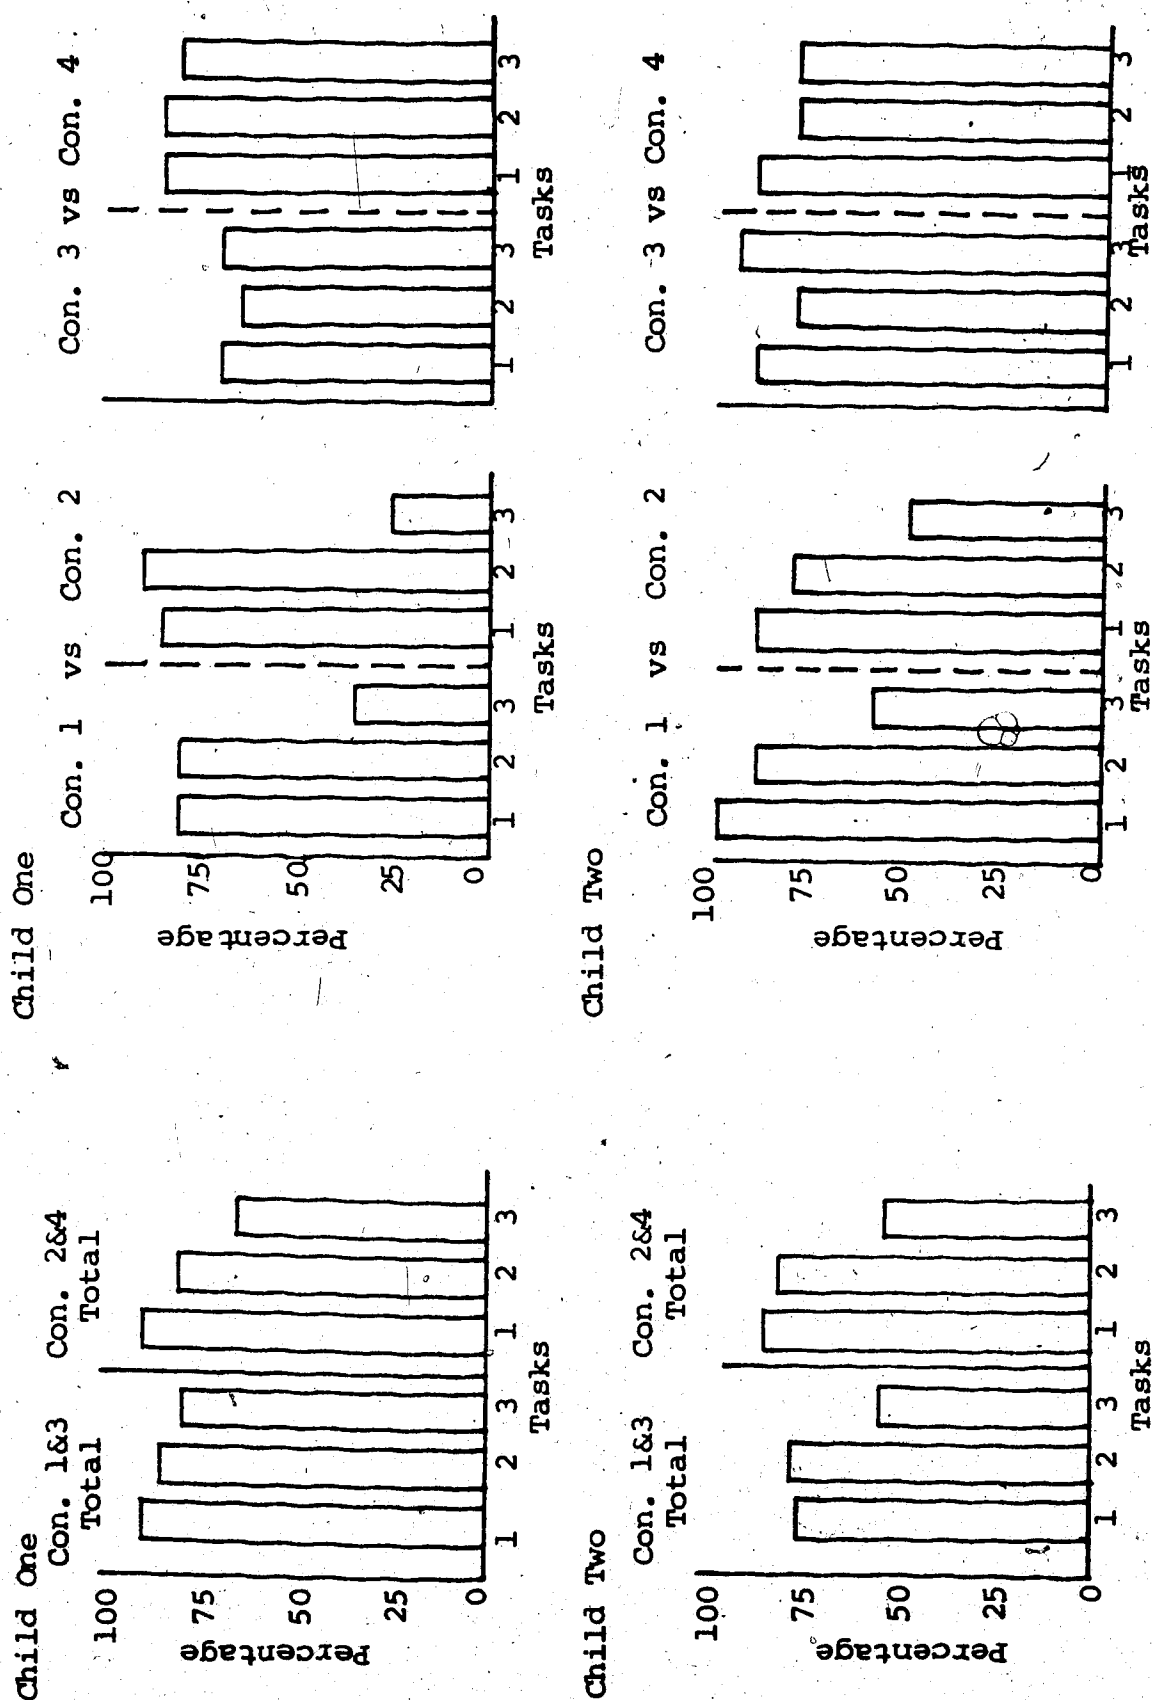 Child One
Con. 1&3 Con. 2&4
Total Total
100
75
50
25
0
Percentage
1 2 3 1 2 3
Tasks
Child Two
Con. 1&3 Con. 2&4
Total Total
100
75
50
25
0
Percentage
1 2 3 1 2 3
Tasks
Child One
Con. 1 vs Con. 2
100
75
50
25
0
Percentage
1 2 3 1 2 3
Tasks
Con. 3 vs Con. 4
1 2 3 1 2 3
Tasks
Child Two
Con. 1 vs Con. 2
100
75
50
25
0
Percentage
1 2 3 1 2 3
Tasks
Con. 3 vs Con. 4
1 2 3 1 2 3
Tasks